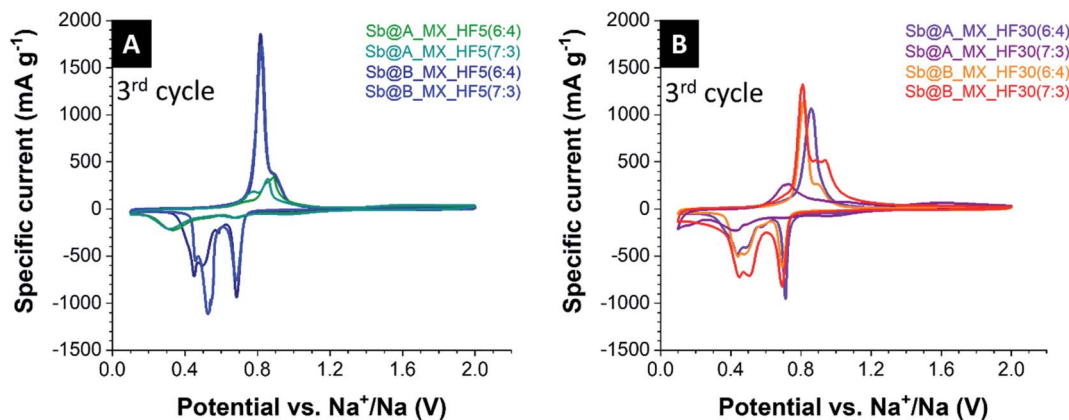 A
3rd cycle
Sb@A_MX_HF5(6:4)
Sb@A_MX_HF5(7:3)
Sb@B_MX_HF5(6:4)
Sb@B_MX_HF5(7:3)
Specific current (mA g-1)
2000
1500
1000
500
0
-500
-1000
-1500
0.0 0.4 0.8 1.2 1.6 2.0
Potential vs. Na+/Na (V)
B
3rd cycle
Sb@A_MX_HF30(6:4)
Sb@A_MX_HF30(7:3)
Sb@B_MX_HF30(6:4)
Sb@B_MX_HF30(7:3)
Specific current (mA g-1)
2000
1500
1000
500
0
-500
-1000
-1500
0.0 0.4 0.8 1.2 1.6 2.0
Potential vs. Na+/Na (V)